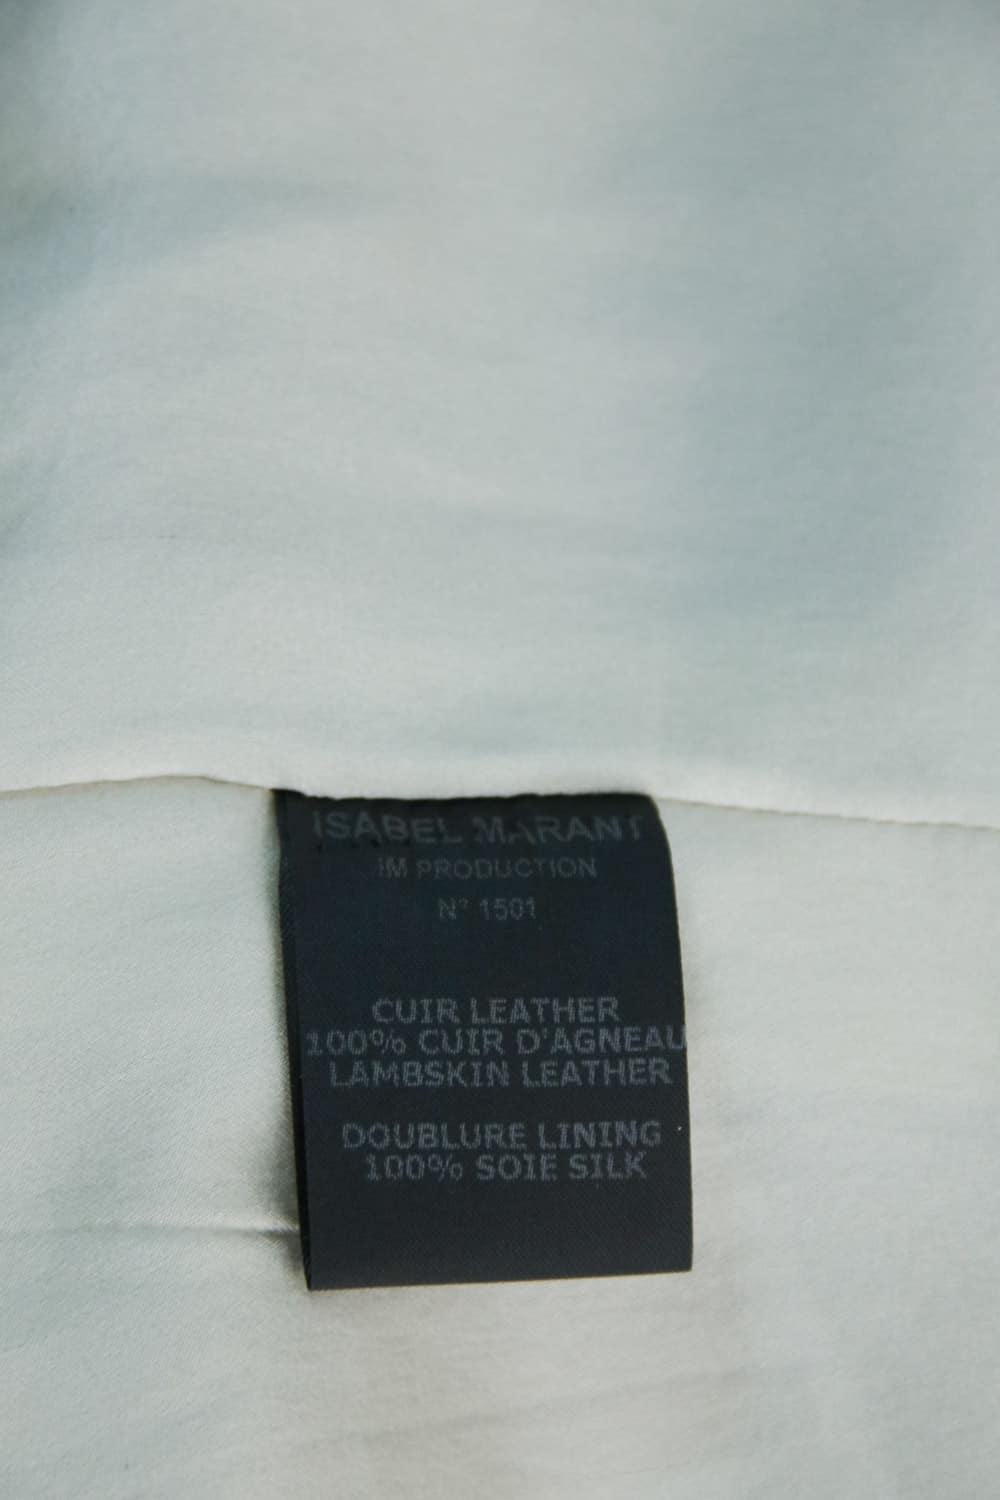 ISABEL MARANT
IM PRODUCTION
N° 1501
CUIR LEATHER
100% CUIR D'AGNEAU
LAMBSKIN LEATHER
DOUBLURE LINING
100% SOIE SILK